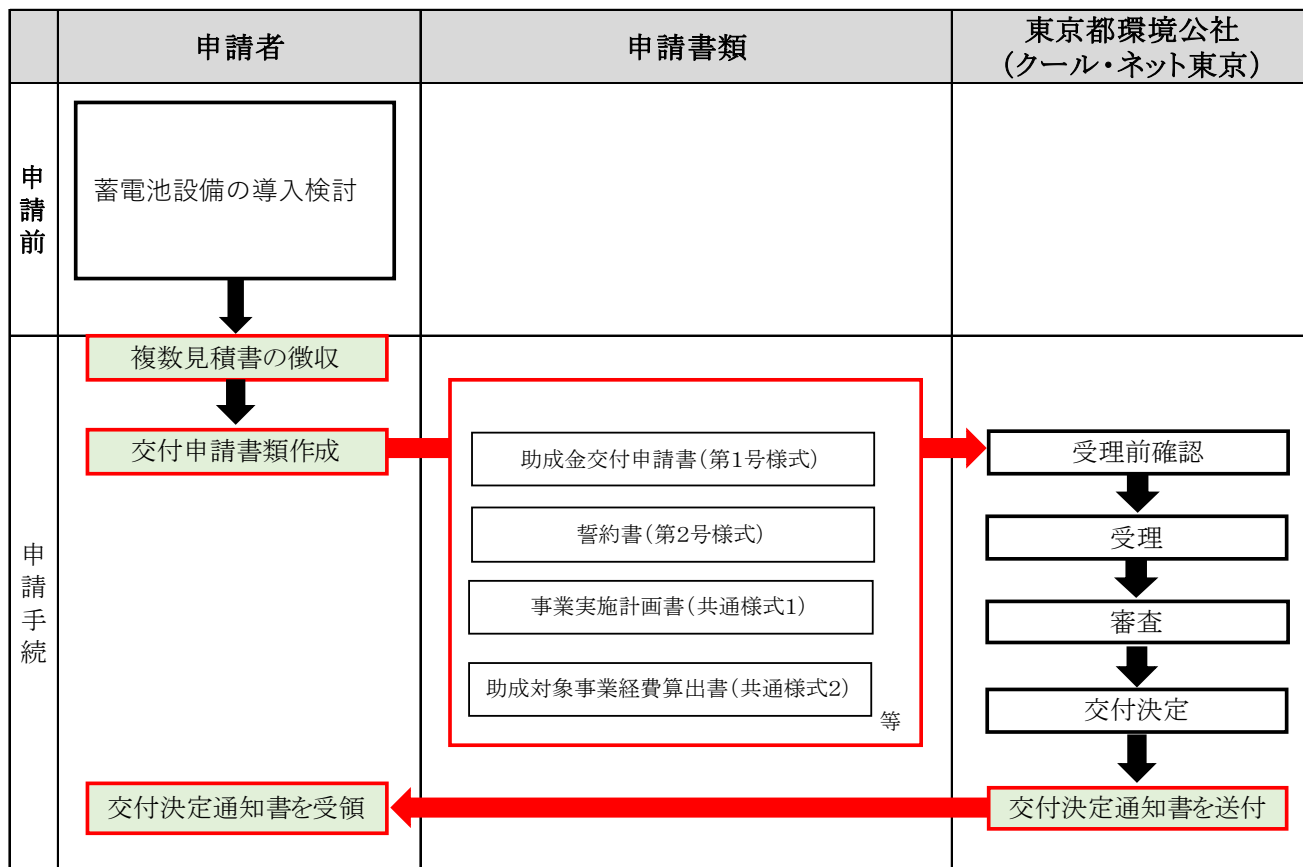 申請者
申請書類
東京都環境公社
(クール・ネット東京)
申請前
蓄電池設備の導入検討
申請手続
複数見積書の徴収
交付申請書類作成
助成金交付申請書(第1号様式)
誓約書(第2号様式)
事業実施計画書(共通様式1)
助成対象事業経費算出書(共通様式2)
等
受理前確認
受理
審査
交付決定
交付決定通知書を送付
交付決定通知書を受領